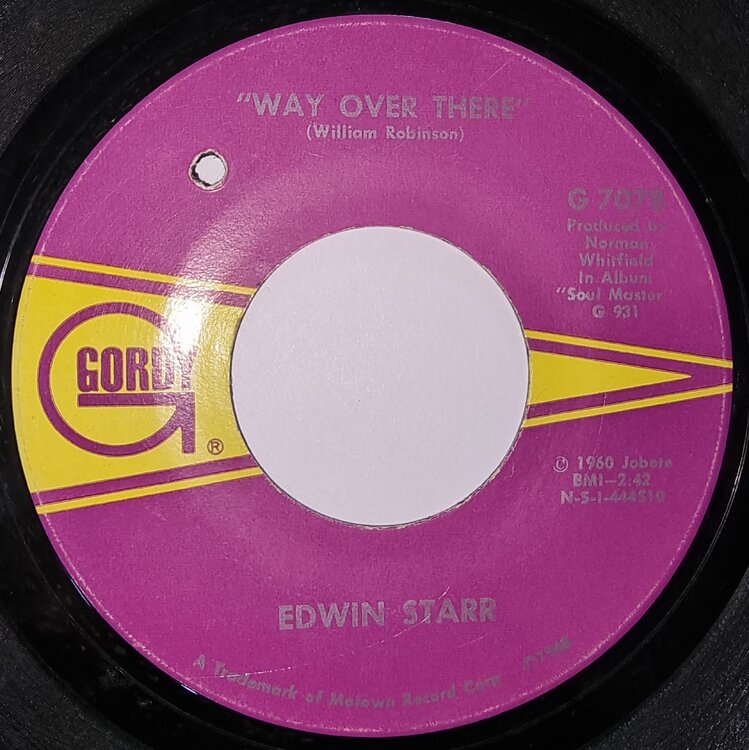 "WAY OVER THERE"
(William Robinson)
G 7078
Produced by
Norman
Whitfield
In Album
"Soul Master"
G 931
GORDY
®
© 1960 Jobete
BMI-2:42
N-S-I-444S10
EDWIN STARR
A Trademark of Motown Record Corp